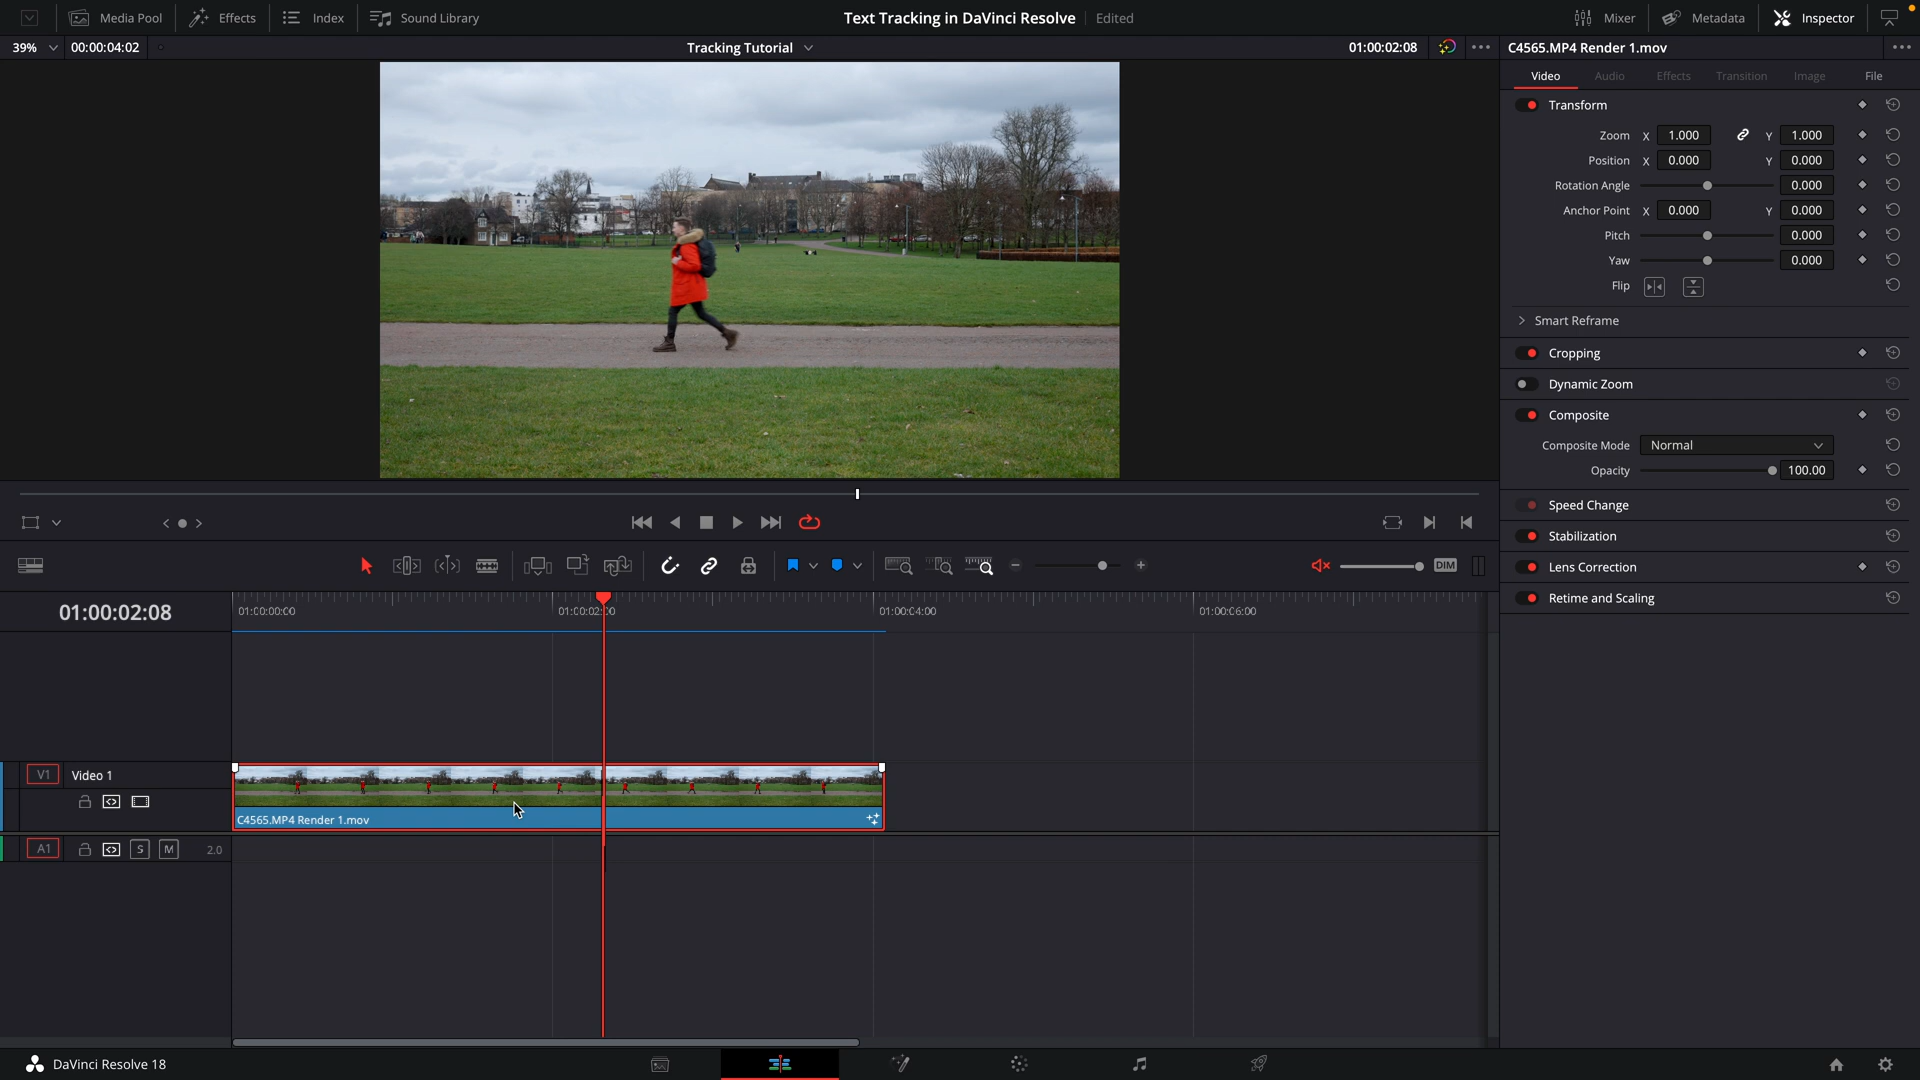 Media Pool Effects Index Sound Library Text Tracking in DaVinci Resolve Edited Mixer Metadata Inspector
39% 00:00:04:02 Tracking Tutorial 01:00:02:08 C4565.MP4 Render 1.mov
Video Audio Effects Transition Image File
Transform
Zoom X 1.000 Y 1.000
Position X 0.000 Y 0.000
Rotation Angle 0.000
Anchor Point X 0.000 Y 0.000
Pitch 0.000
Yaw 0.000
Flip
Smart Reframe
Cropping
Dynamic Zoom
Composite
Composite Mode Normal
Opacity 100.00
Speed Change
Stabilization
Lens Correction
Retime and Scaling
DIM
01:00:02:08
01:00:00:00 01:00:02:00 01:00:04:00 01:00:06:00
V1 Video 1
C4565.MP4 Render 1.mov
A1 S M 2.0
DaVinci Resolve 18